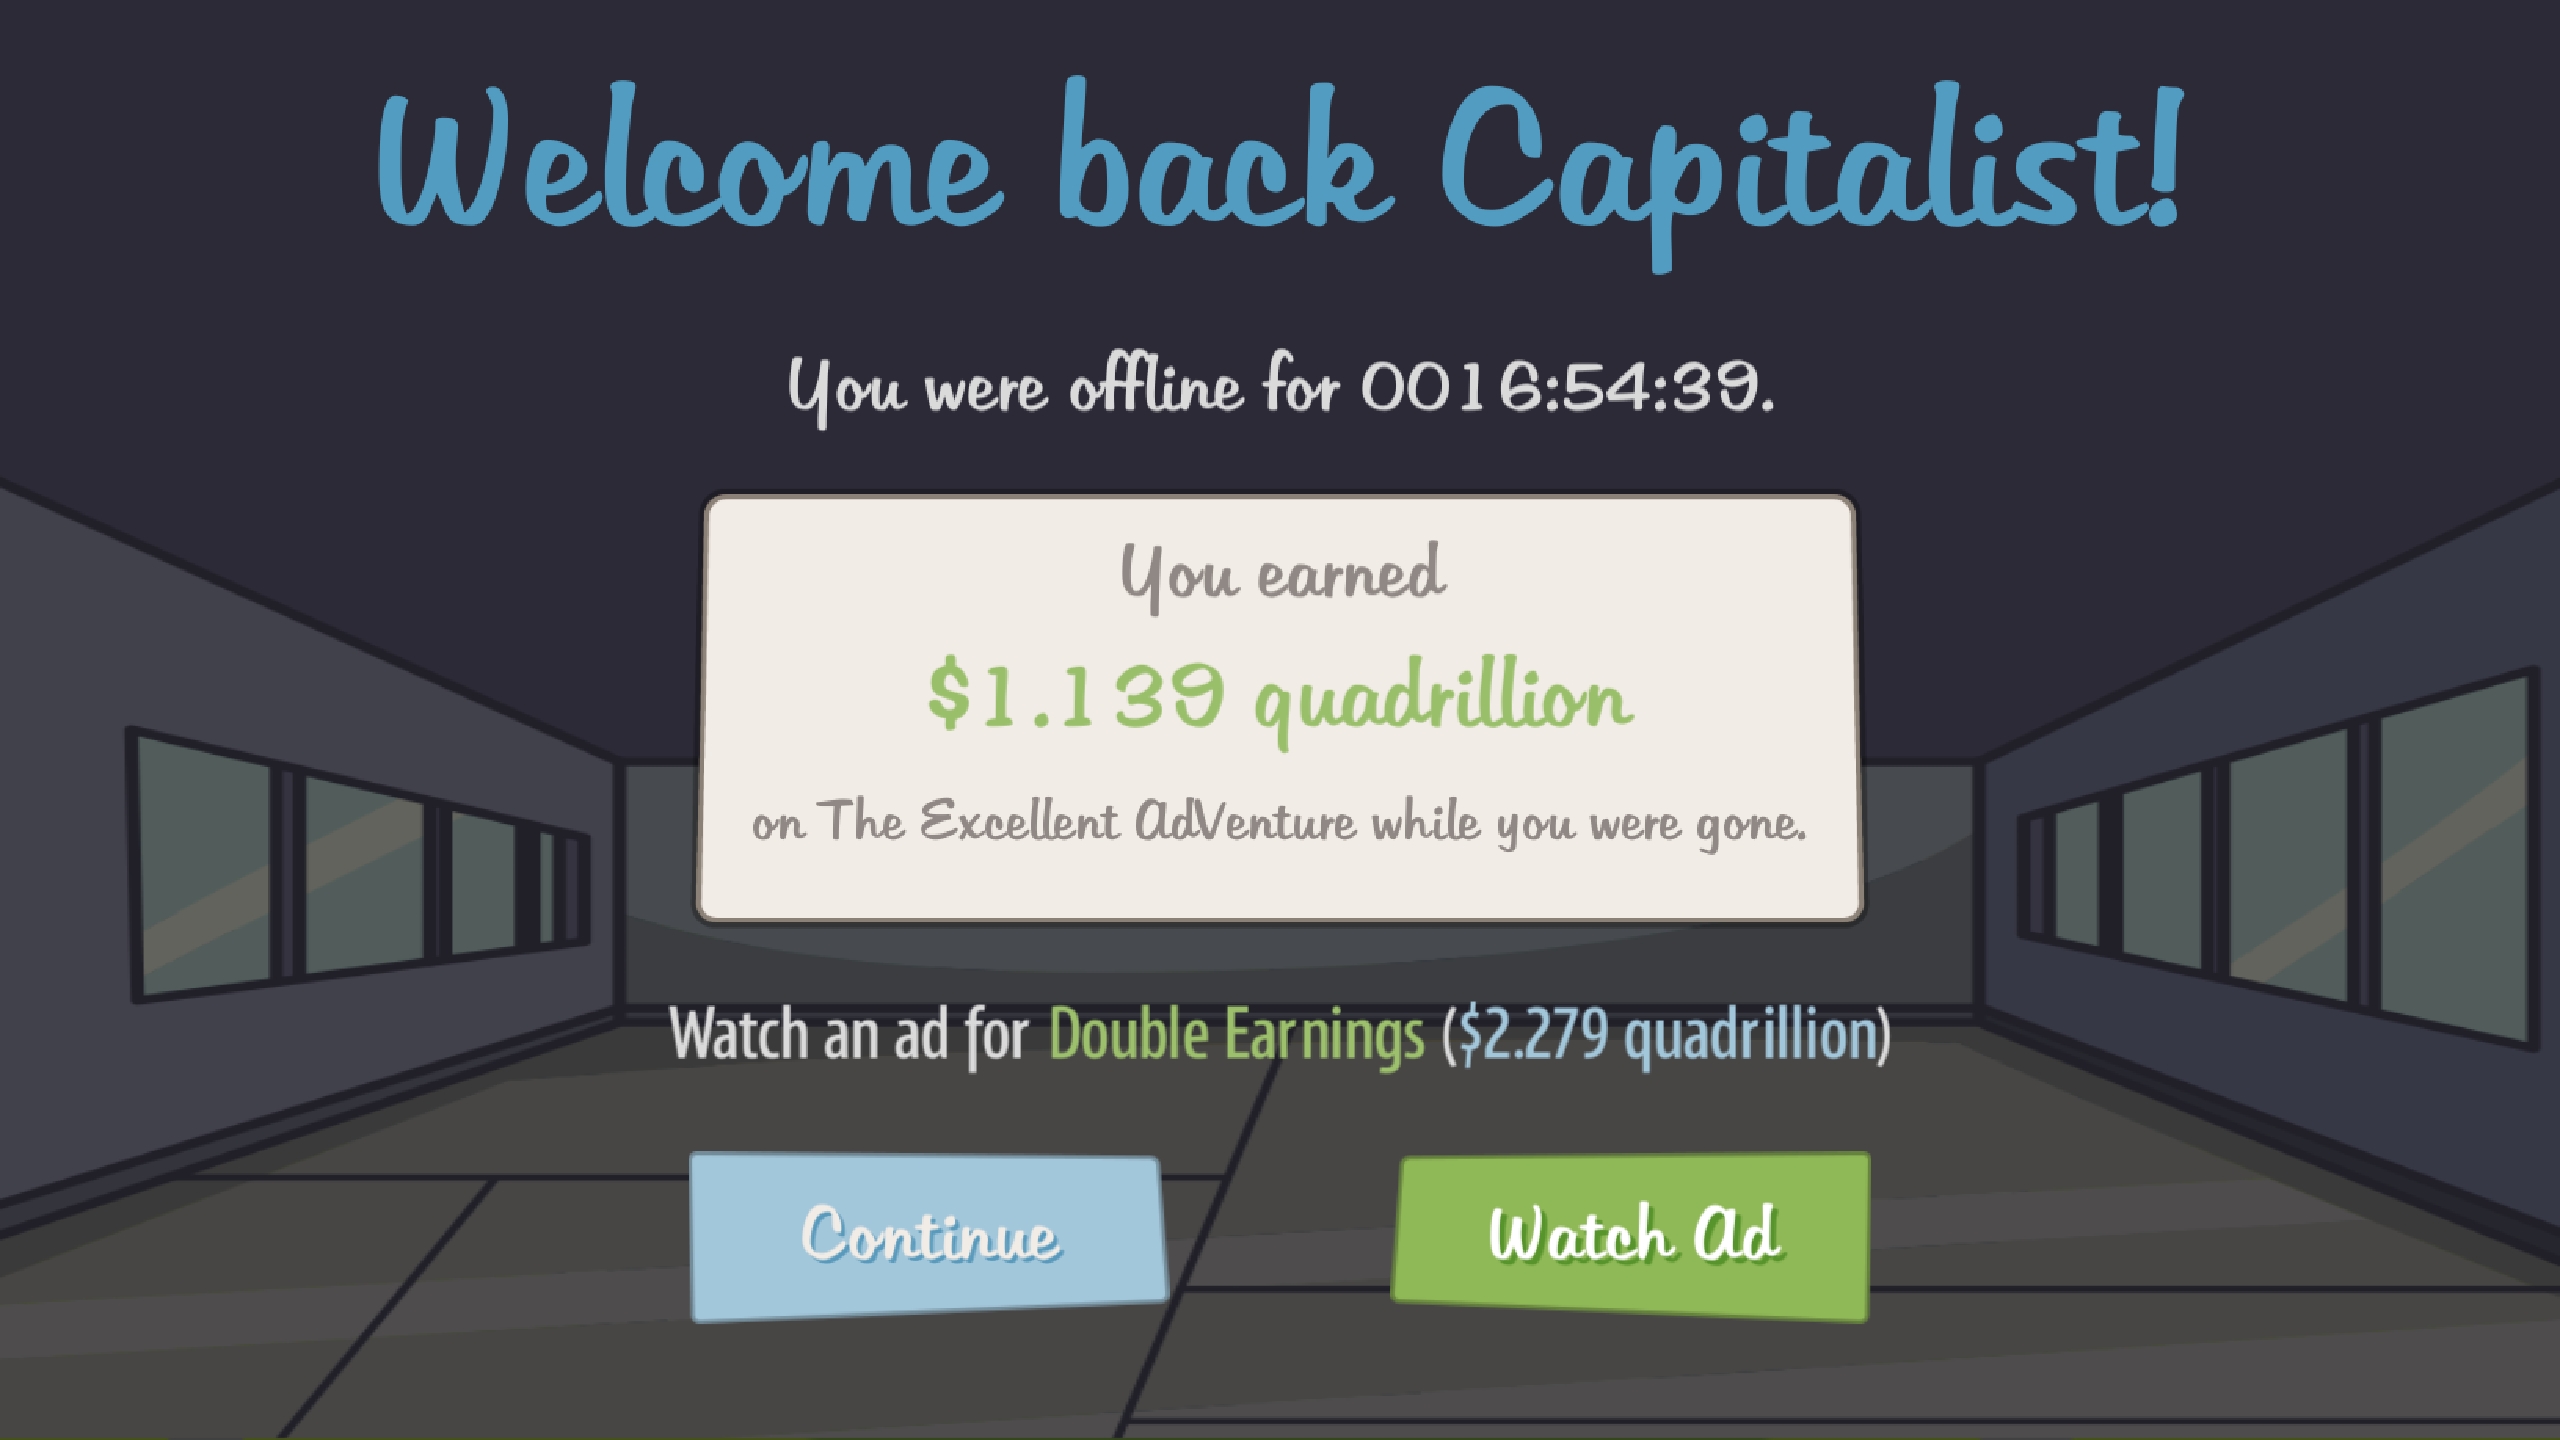 Welcome back Capitalist!
You were offline for 0016:54:39.
You earned
$1.139 quadrillion
on The Excellent AdVenture while you were gone.
Watch an ad for Double Earnings ($2.279 quadrillion)
Continue
Watch Ad